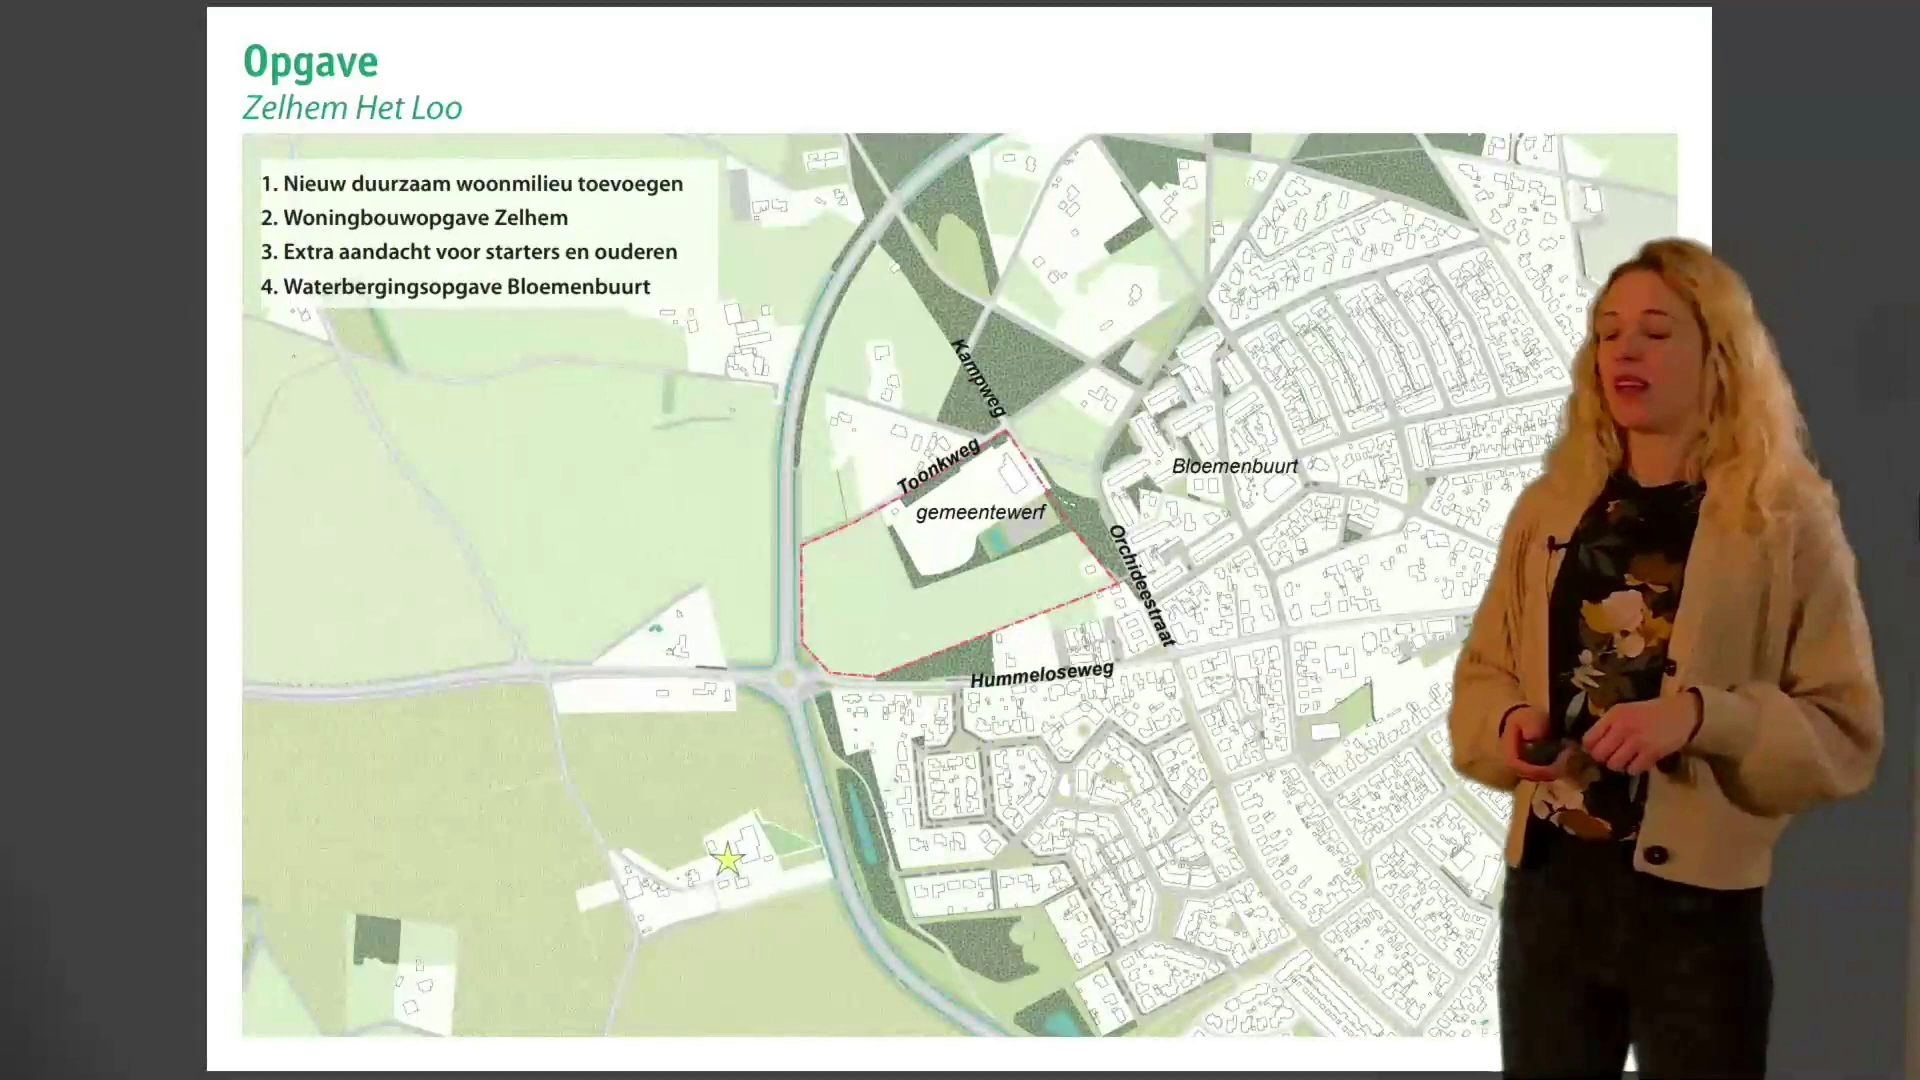 Opgave
Zelhem Het Loo
1. Nieuw duurzaam woonmilieu toevoegen
2. Woningbouwopgave Zelhem
3. Extra aandacht voor starters en ouderen
4. Waterbergingsopgave Bloemenbuurt
Kampweg
Toonkweg
Bloemenbuurt
gemeentewerf
Orchideestraat
Hummeloseweg